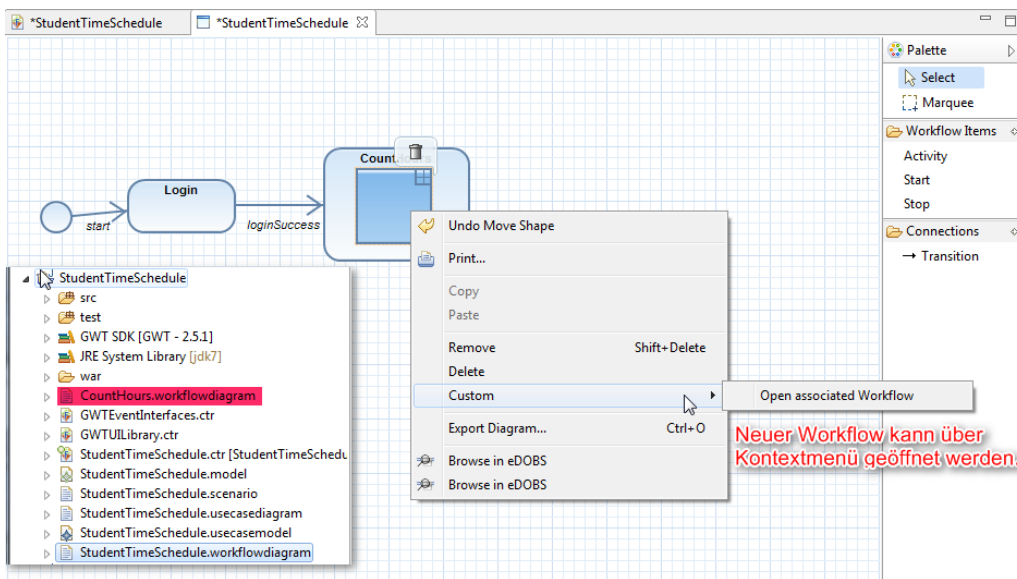 *StudentTimeSchedule
*StudentTimeSchedule
Palette
Select
Marquee
Workflow Items
Activity
Start
Stop
Connections
→ Transition
Login
start
loginSuccess
Undo Move Shape
Print...
Copy
Paste
Remove Shift+Delete
Delete
Custom
Export Diagram... Ctrl+O
Browse in eDOBS
Browse in eDOBS
Open associated Workflow
Neuer Workflow kann über
Kontextmenü geöffnet werden.
StudentTimeSchedule
src
test
GWT SDK [GWT - 2.5.1]
JRE System Library [jdk7]
war
CountHours.workflowdiagram
GWTEventInterfaces.ctr
GWTUILibrary.ctr
StudentTimeSchedule.ctr [StudentTimeSchedu
StudentTimeSchedule.model
StudentTimeSchedule.scenario
StudentTimeSchedule.usecasediagram
StudentTimeSchedule.usecasemodel
StudentTimeSchedule.workflowdiagram